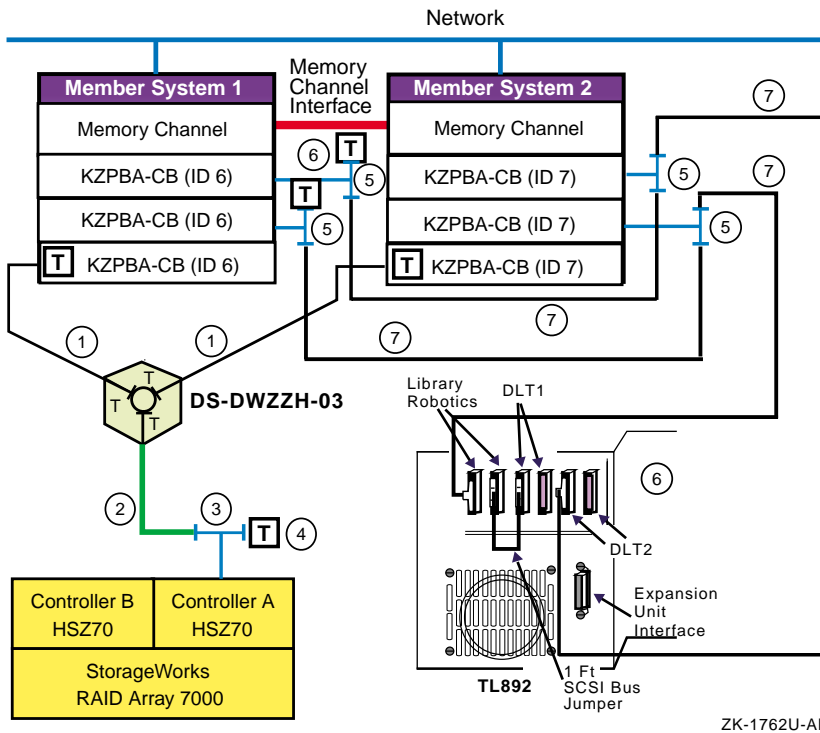 Network
Member System 1
Memory
Channel
Interface
Member System 2
7
Memory Channel
Memory Channel
6
T
KZPBA-CB (ID 6)
5
KZPBA-CB (ID 7)
5
7
T
KZPBA-CB (ID 6)
5
KZPBA-CB (ID 7)
5
T
KZPBA-CB (ID 6)
T
KZPBA-CB (ID 7)
1
1
7
7
T
T
T
DS-DWZZH-03
Library
Robotics
DLT1
6
2
3
T
4
DLT2
Controller B
HSZ70
Controller A
HSZ70
Expansion
Unit
Interface
StorageWorks
RAID Array 7000
TL892
1 Ft
SCSI Bus
Jumper